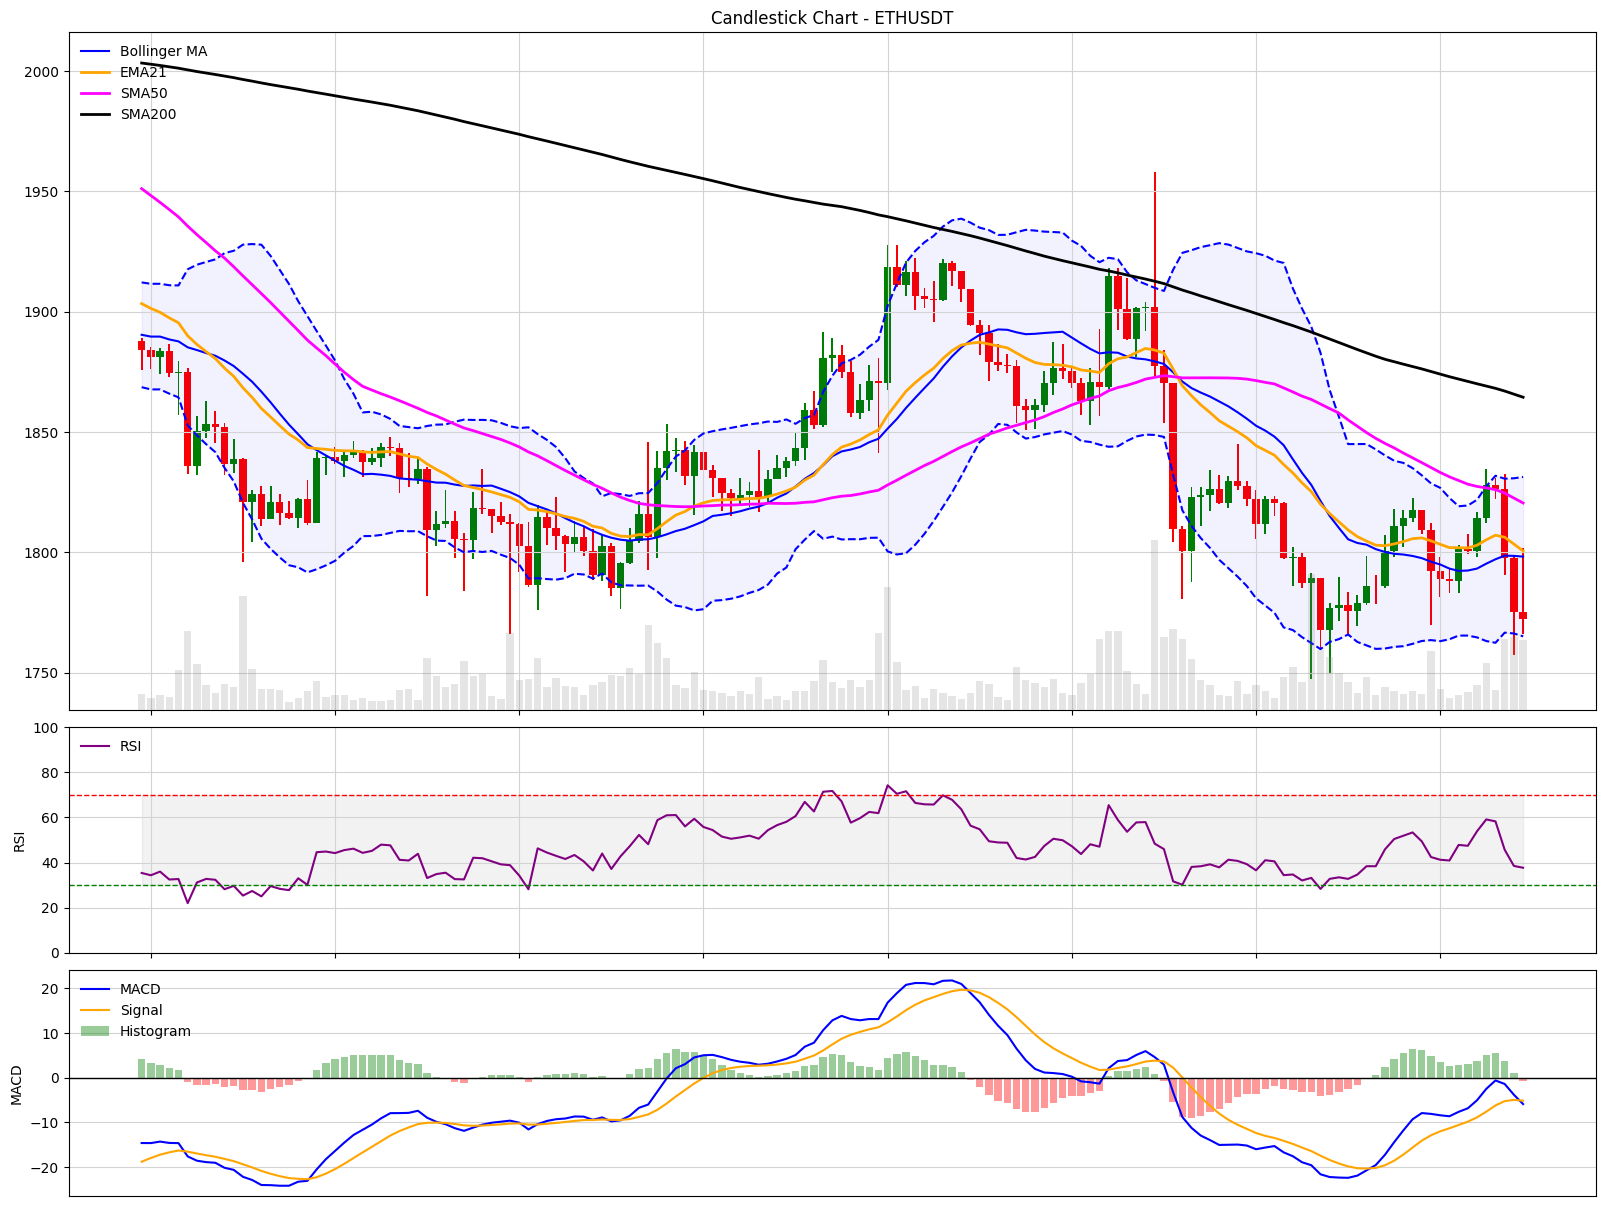 Candlestick Chart - ETHUSDT
Bollinger MA
EMA21
SMA50
SMA200
2000
1950
1900
1850
1800
1750
RSI
100
80
60
40
20
0
RSI
MACD
Signal
Histogram
20
10
0
−10
−20
MACD